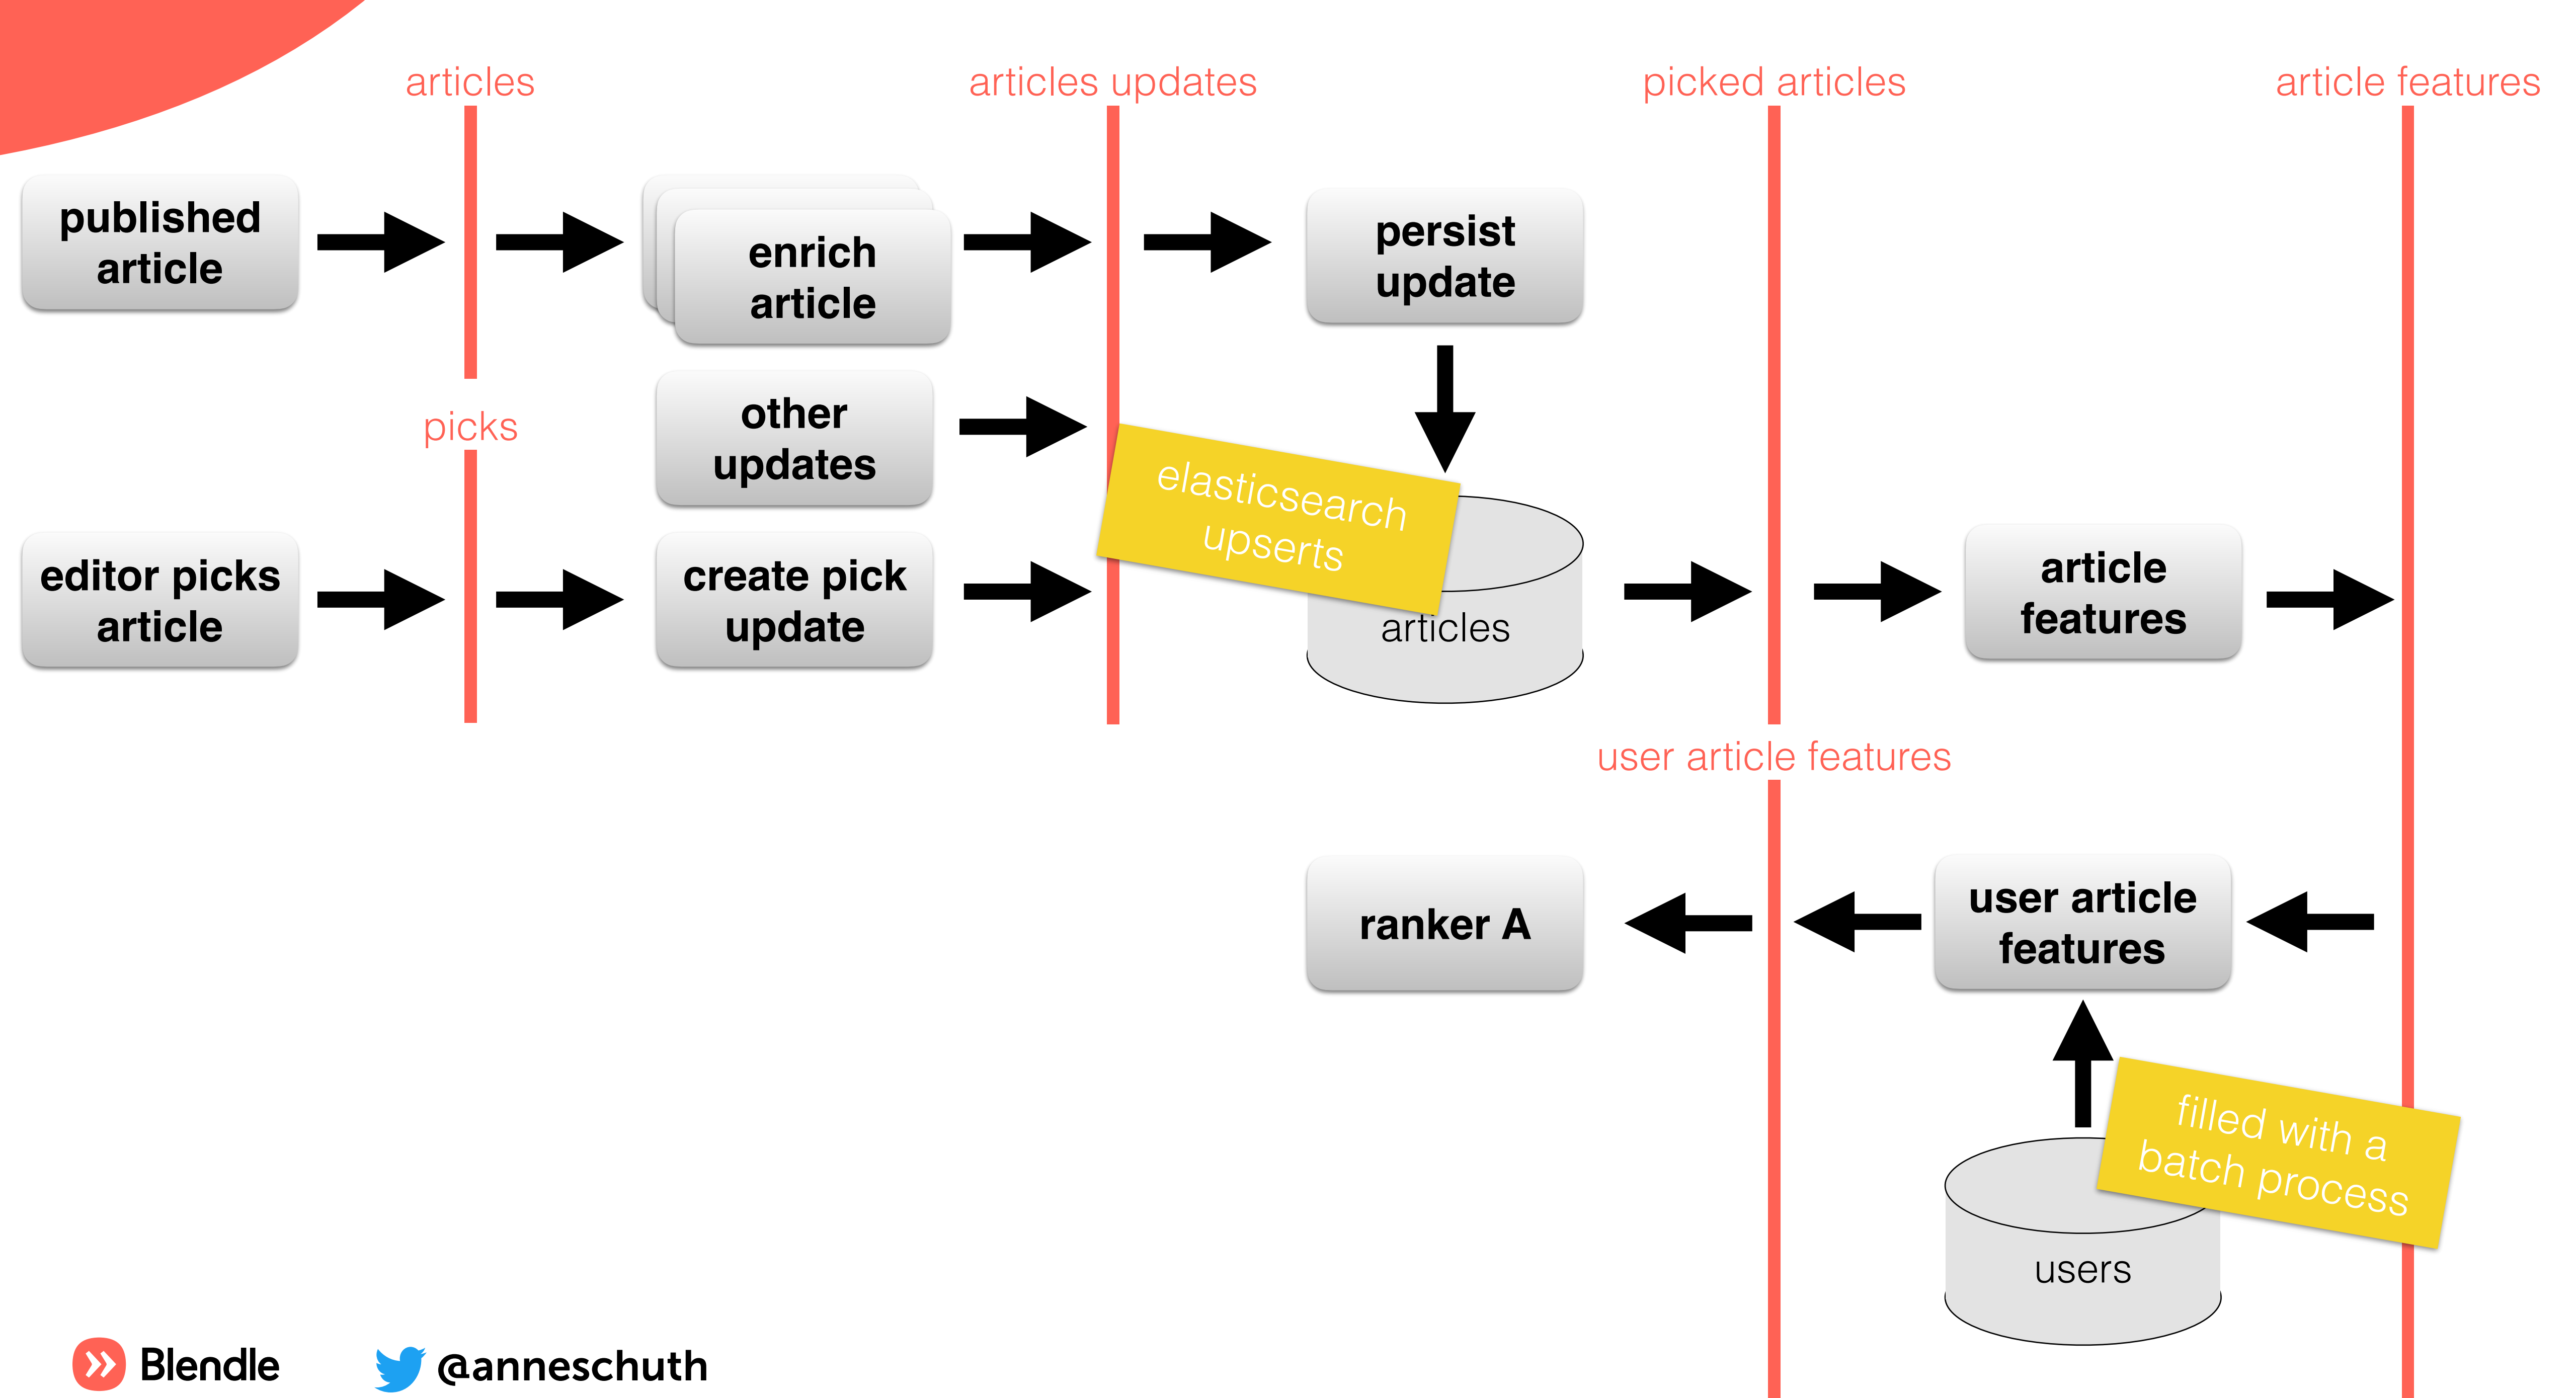 articles
articles updates
picked articles
article features
published
article
enrich
article
persist
update
picks
other
updates
elasticsearch
upserts
editor picks
article
create pick
update
articles
article
features
user article features
ranker A
user article
features
filled with a
batch process
users
Blendle
@anneschuth